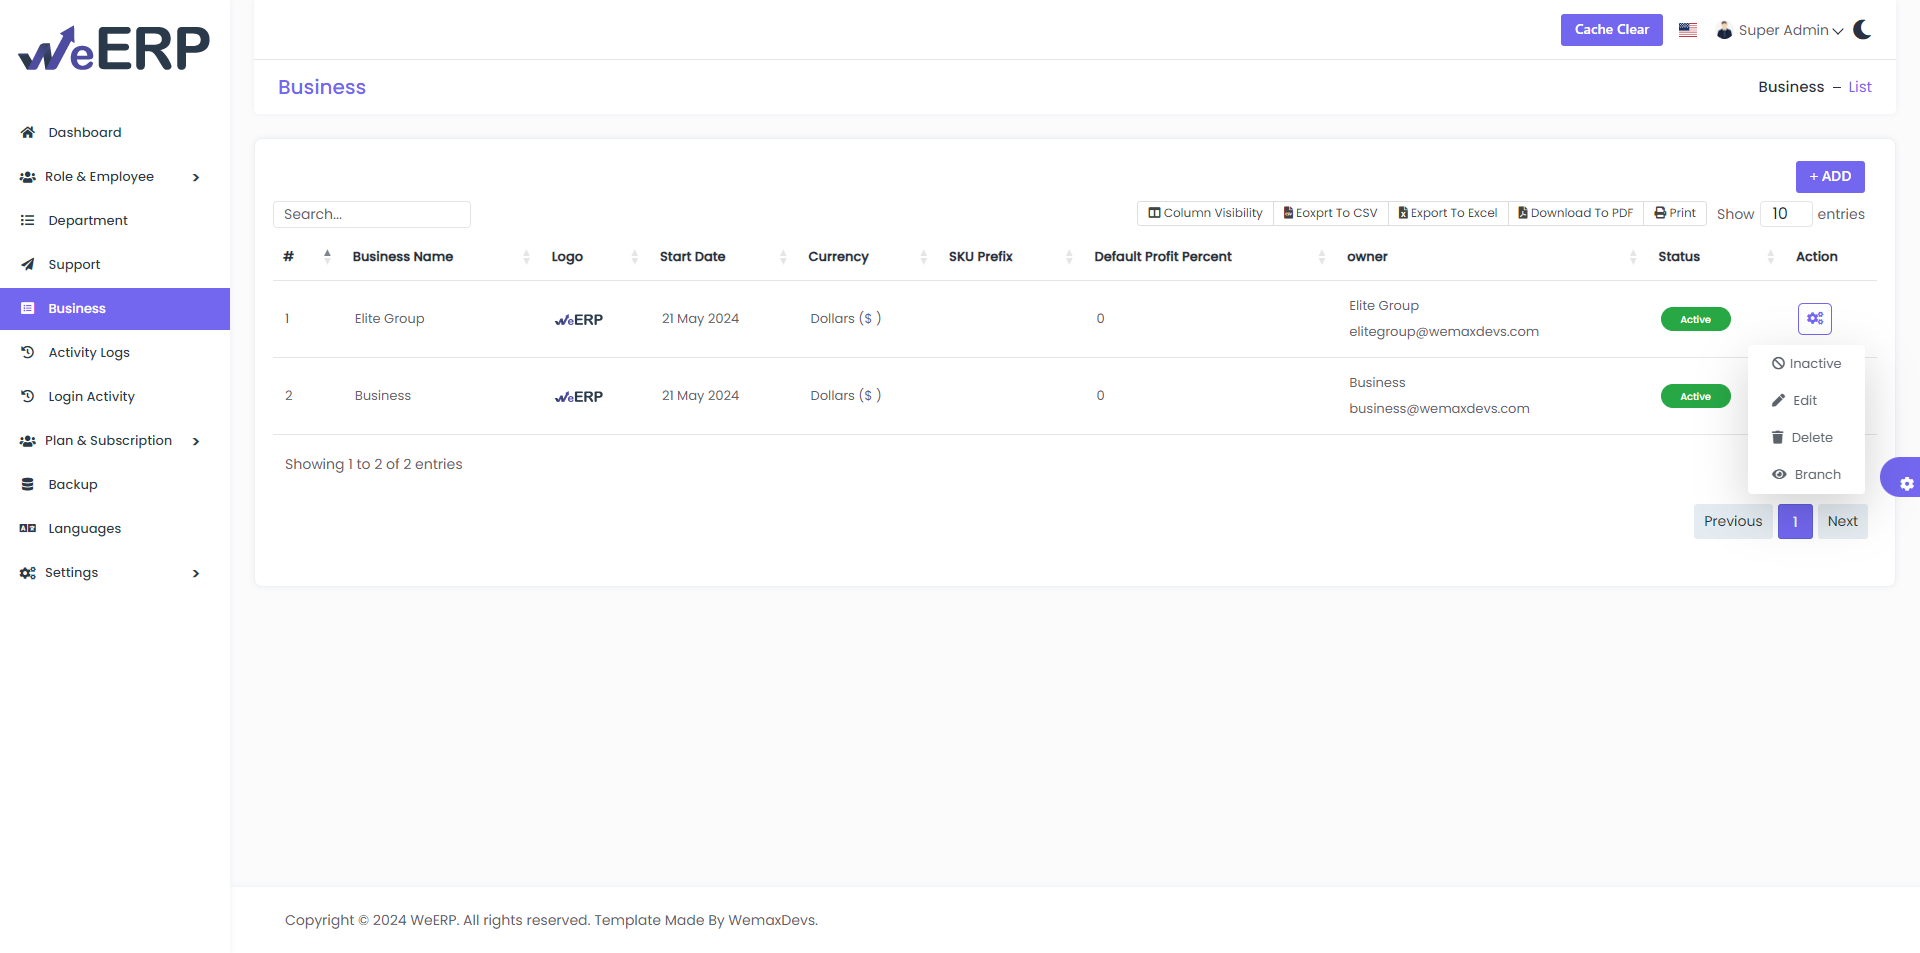 WeERP
Cache Clear
Super Admin
Business
Business – List
Dashboard
Role & Employee
Department
Support
Business
Activity Logs
Login Activity
Plan & Subscription
Backup
Languages
Settings
+ ADD
Search...
Column Visibility Eoxprt To CSV Export To Excel Download To PDF Print Show 10 entries
# Business Name Logo Start Date Currency SKU Prefix Default Profit Percent owner Status Action
1 Elite Group WeERP 21 May 2024 Dollars ($ ) 0 Elite Group Active
elitegroup@wemaxdevs.com
2 Business WeERP 21 May 2024 Dollars ($ ) 0 Business Active
business@wemaxdevs.com
Inactive
Edit
Delete
Branch
Showing 1 to 2 of 2 entries
Previous 1 Next
Copyright © 2024 WeERP. All rights reserved. Template Made By WemaxDevs.